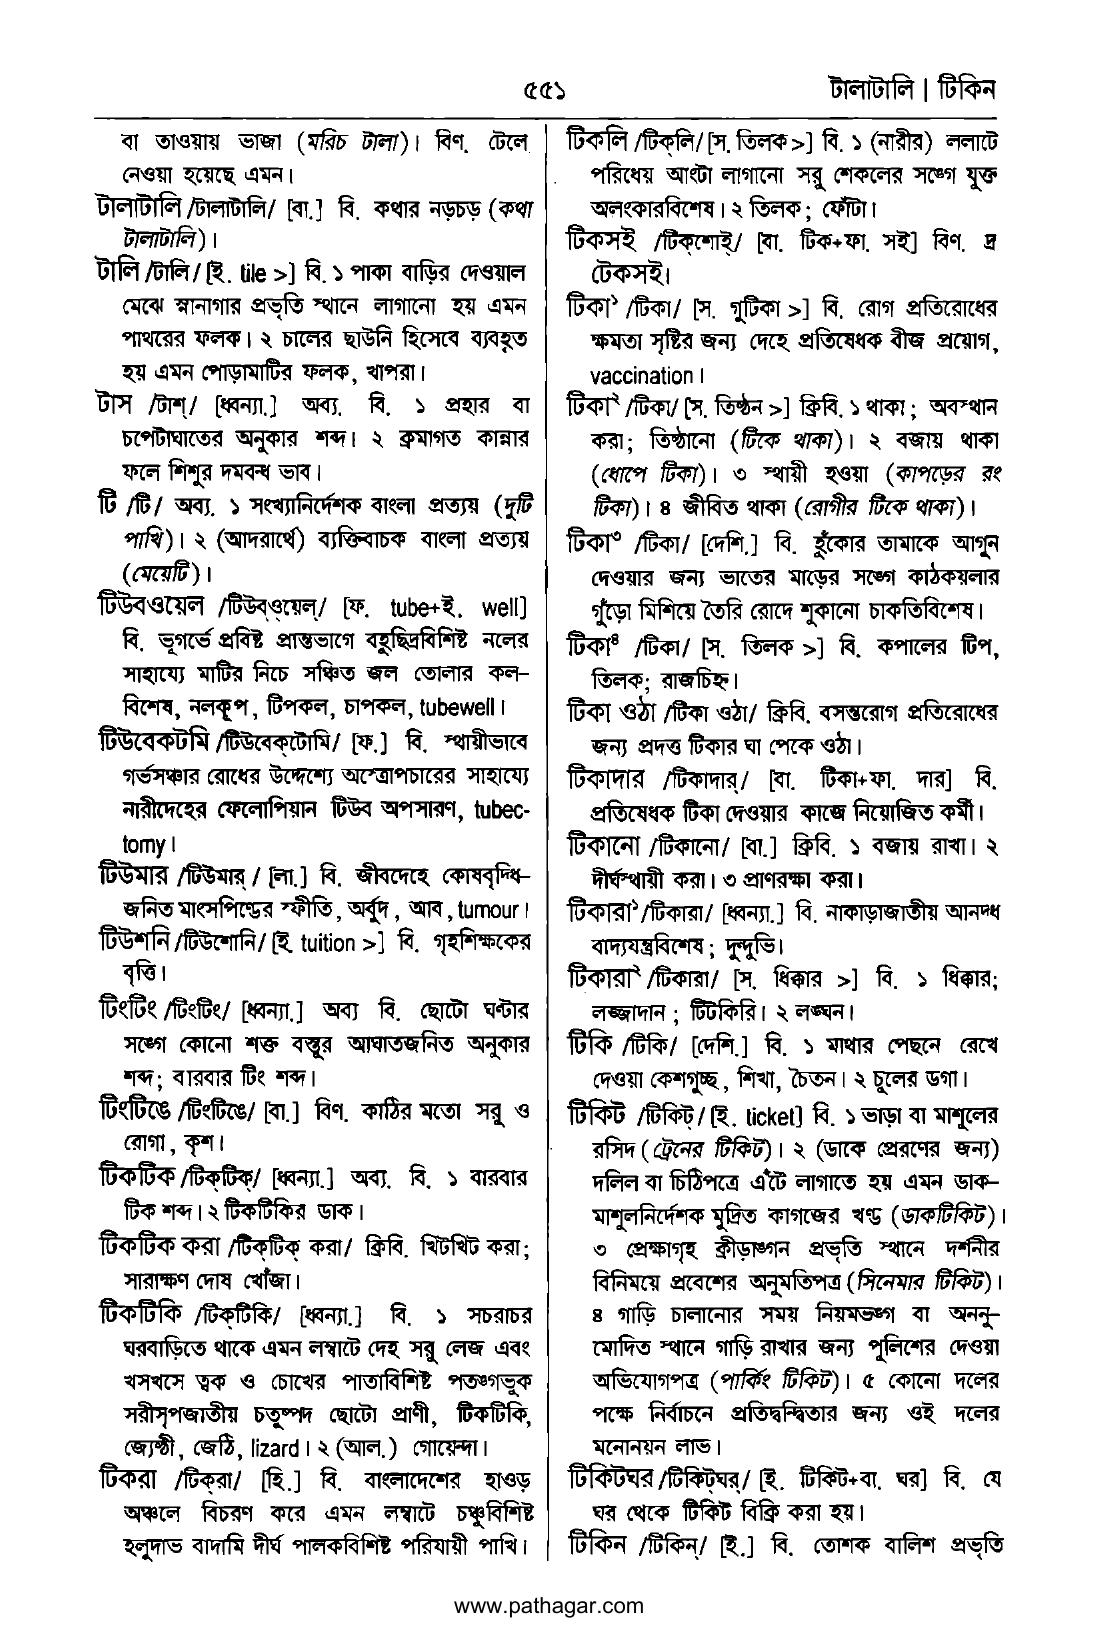 ৫৫১
টালাটালি | টিকিন
বা তাওয়ায় ভাজা (মরিচ টালা)। বিণ. টেলে
নেওয়া হয়েছে এমন।
টালাটালি /টালাটালি/ [বা.] বি. কথার নড়চড় (কথা
টালাটালি)।
টালি /টালি/ [ই. tile >] বি. ১ পাকা বাড়ির দেওয়াল
মেঝে স্নানাগার প্রভৃতি স্থানে লাগানো হয় এমন
পাথরের ফলক। ২ চালের ছাউনি হিসেবে ব্যবহৃত
হয় এমন পোড়ামাটির ফলক, খাপরা।
টাস /টাশ্/ [ধ্বন্যা.] অব্য. বি. ১ প্রহার বা
চপেটাঘাতের অনুকার শব্দ। ২ ক্রমাগত কান্নার
ফলে শিশুর দমবন্ধ ভাব।
টি /টি/ অব্য. ১ সংখ্যানির্দেশক বাংলা প্রত্যয় (দুটি
পাখি)। ২ (আদরার্থে) ব্যক্তিবাচক বাংলা প্রত্যয়
(মেয়েটি)।
টিউবওয়েল /টিউব্ওয়েল্/ [ফ. tube+ই. well]
বি. ভূগর্ভে প্রবিষ্ট প্রান্তভাগে বহুছিদ্রবিশিষ্ট নলের
সাহায্যে মাটির নিচে সঞ্চিত জল তোলার কল-
বিশেষ, নলকূপ, টিপকল, চাপকল, tubewell।
টিউবেকটমি /টিউবেক্‌টোমি/ [ফ.] বি. স্থায়ীভাবে
গর্ভসঞ্চার রোধের উদ্দেশ্যে অস্ত্রোপচারের সাহায্যে
নারীদেহের ফেলোপিয়ান টিউব অপসারণ, tubec-
tomy।
টিউমার /টিউমার্/ [লা.] বি. জীবদেহে কোষবৃদ্ধি-
জনিত মাংসপিণ্ডের স্ফীতি, অর্বুদ, আব, tumour।
টিউশনি /টিউশোনি/ [ই. tuition >] বি. গৃহশিক্ষকের
বৃত্তি।
টিংটিং /টিংটিং/ [ধ্বন্যা.] অব্য বি. ছোটো ঘণ্টার
সঙ্গে কোনো শক্ত বস্তুর আঘাতজনিত অনুকার
শব্দ; বারবার টিং শব্দ।
টিংটিঙে /টিংটিঙে/ [বা.] বিণ. কাঠির মতো সরু ও
রোগা, কৃশ।
টিকটিক /টিক্‌টিক্/ [ধ্বন্যা.] অব্য. বি. ১ বারবার
টিক শব্দ। ২ টিকটিকির ডাক।
টিকটিক করা /টিক্‌টিক্ করা/ ক্রিবি. খিটখিট করা;
সারাক্ষণ দোষ খোঁজা।
টিকটিকি /টিক্‌টিকি/ [ধ্বন্যা.] বি. ১ সচরাচর
ঘরবাড়িতে থাকে এমন লম্বাটে দেহ সরু লেজ এবং
খসখসে ত্বক ও চোখের পাতাবিশিষ্ট পতঙ্গভুক
সরীসৃপজাতীয় চতুষ্পদ ছোটো প্রাণী, টিকটিকি,
জ্যেষ্ঠী, জেঠি, lizard। ২ (আল.) গোয়েন্দা।
টিকরা /টিক্‌রা/ [হি.] বি. বাংলাদেশের হাওড়
অঞ্চলে বিচরণ করে এমন লম্বাটে চঞ্চুবিশিষ্ট
হলুদাভ বাদামি দীর্ঘ পালকবিশিষ্ট পরিযায়ী পাখি।
টিকলি /টিক্‌লি/ [স. তিলক >] বি. ১ (নারীর) ললাটে
পরিধেয় আংটা লাগানো সরু শেকলের সঙ্গে যুক্ত
অলংকারবিশেষ। ২ তিলক; ফোঁটা।
টিকসই /টিক্‌শোই্/ [বা. টিক+ফা. সই] বিণ. দ্র
টেকসই।
টিকা১ /টিকা/ [স. গুটিকা >] বি. রোগ প্রতিরোধের
ক্ষমতা সৃষ্টির জন্য দেহে প্রতিষেধক বীজ প্রয়োগ,
vaccination।
টিকা২ /টিকা/ [স. তিষ্ঠন >] ক্রিবি. ১ থাকা; অবস্থান
করা; তিষ্ঠানো (টিকে থাকা)। ২ বজায় থাকা
(ধোপে টিকা)। ৩ স্থায়ী হওয়া (কাপড়ের রং
টিকা)। ৪ জীবিত থাকা (রোগীর টিকে থাকা)।
টিকা৩ /টিকা/ [দেশি.] বি. হুঁকোর তামাকে আগুন
দেওয়ার জন্য ভাতের মাড়ের সঙ্গে কাঠকয়লার
গুঁড়ো মিশিয়ে তৈরি রোদে শুকানো চাকতিবিশেষ।
টিকা৪ /টিকা/ [স. তিলক >] বি. কপালের টিপ,
তিলক; রাজচিহ্ন।
টিকা ওঠা /টিকা ওঠা/ ক্রিবি. বসন্তরোগ প্রতিরোধের
জন্য প্রদত্ত টিকার ঘা পেকে ওঠা।
টিকাদার /টিকাদার্/ [বা. টিকা+ফা. দার] বি.
প্রতিষেধক টিকা দেওয়ার কাজে নিয়োজিত কর্মী।
টিকানো /টিকানো/ [বা.] ক্রিবি. ১ বজায় রাখা। ২
দীর্ঘস্থায়ী করা। ৩ প্রাণরক্ষা করা।
টিকারা১ /টিকারা/ [ধ্বন্যা.] বি. নাকাড়াজাতীয় আনদ্ধ
বাদ্যযন্ত্রবিশেষ; দুন্দুভি।
টিকারা২ /টিকারা/ [স. ধিক্কার >] বি. ১ ধিক্কার;
লজ্জাদান; টিটকিরি। ২ লঙ্ঘন।
টিকি /টিকি/ [দেশি.] বি. ১ মাথার পেছনে রেখে
দেওয়া কেশগুচ্ছ, শিখা, চৈতন। ২ চুলের ডগা।
টিকিট /টিকিট্/ [ই. ticket] বি. ১ ভাড়া বা মাশুলের
রসিদ (ট্রেনের টিকিট)। ২ (ডাকে প্রেরণের জন্য)
দলিল বা চিঠিপত্রে এঁটে লাগাতে হয় এমন ডাক-
মাশুলনির্দেশক মুদ্রিত কাগজের খণ্ড (ডাকটিকিট)।
৩ প্রেক্ষাগৃহ ক্রীড়াঙ্গন প্রভৃতি স্থানে দর্শনীর
বিনিময়ে প্রবেশের অনুমতিপত্র (সিনেমার টিকিট)।
৪ গাড়ি চালানোর সময় নিয়মভঙ্গ বা অননু-
মোদিত স্থানে গাড়ি রাখার জন্য পুলিশের দেওয়া
অভিযোগপত্র (পার্কিং টিকিট)। ৫ কোনো দলের
পক্ষে নির্বাচনে প্রতিদ্বন্দ্বিতার জন্য ওই দলের
মনোনয়ন লাভ।
টিকিটঘর /টিকিট্‌ঘর্/ [ই. টিকিট+বা. ঘর] বি. যে
ঘর থেকে টিকিট বিক্রি করা হয়।
টিকিন /টিকিন্/ [ই.] বি. তোশক বালিশ প্রভৃতি
www.pathagar.com